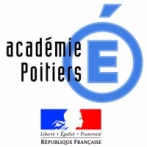 académie
Poitiers
É
Liberté • Égalité • Fraternité
RÉPUBLIQUE FRANÇAISE